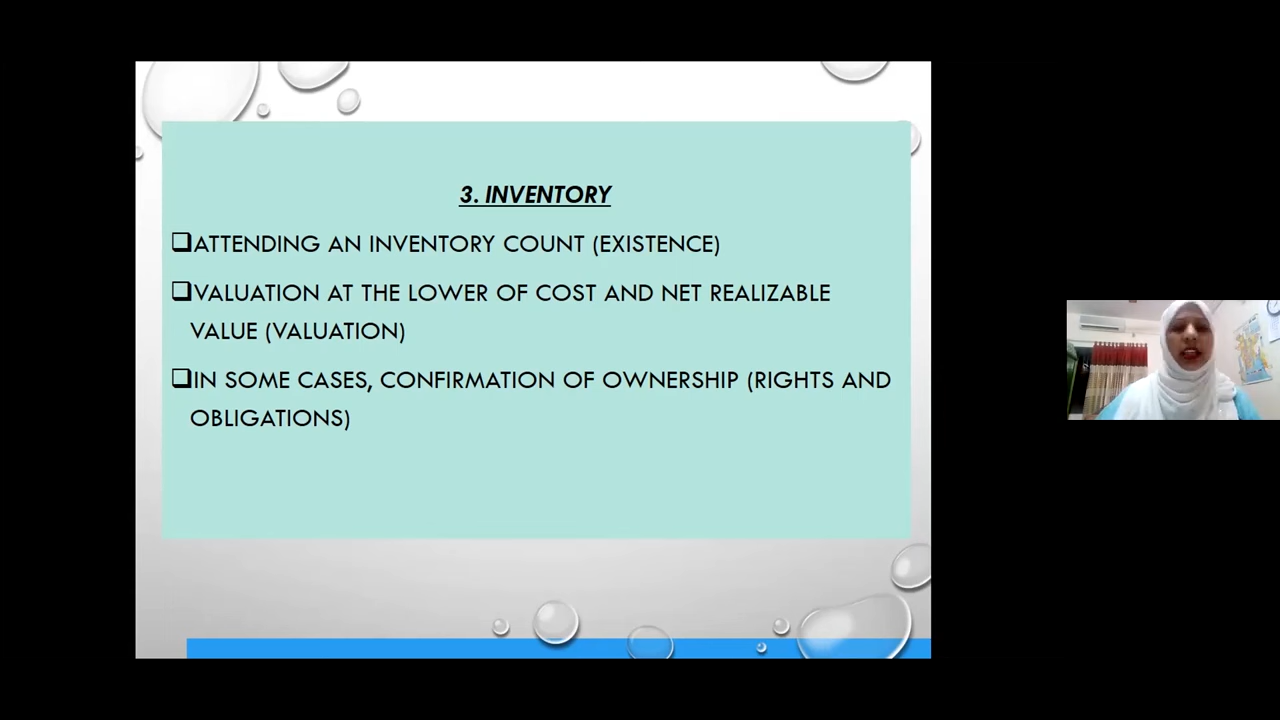 3. INVENTORY
❑ATTENDING AN INVENTORY COUNT (EXISTENCE)
❑VALUATION AT THE LOWER OF COST AND NET REALIZABLE
VALUE (VALUATION)
❑IN SOME CASES, CONFIRMATION OF OWNERSHIP (RIGHTS AND
OBLIGATIONS)